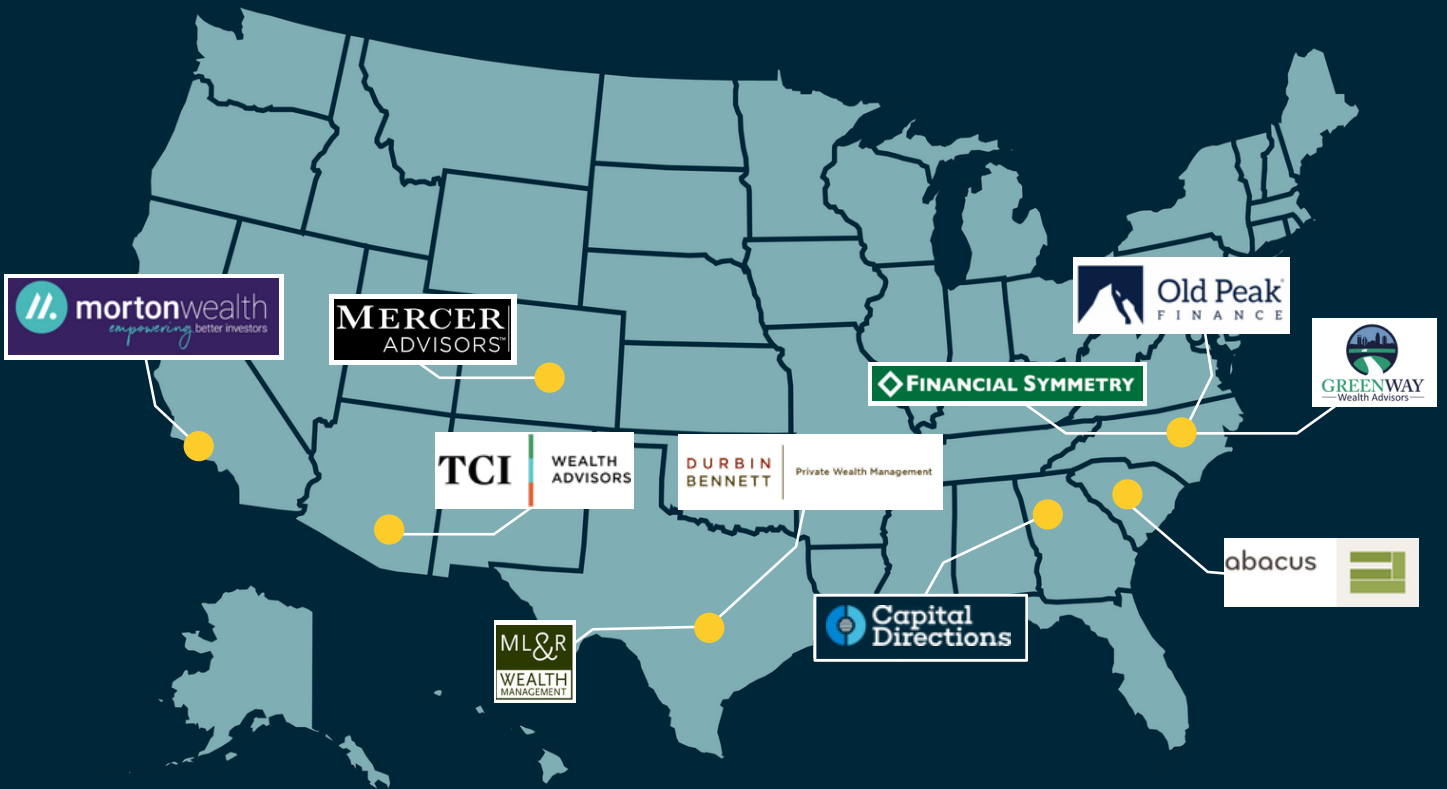 mortonwealth
empowering better investors
MERCER
ADVISORS™
Old Peak
FINANCE
FINANCIAL SYMMETRY
GREENWAY
Wealth Advisors
TCI
WEALTH
ADVISORS
DURBIN
BENNETT
Private Wealth Management
abacus
Capital
Directions
ML&R
WEALTH
MANAGEMENT